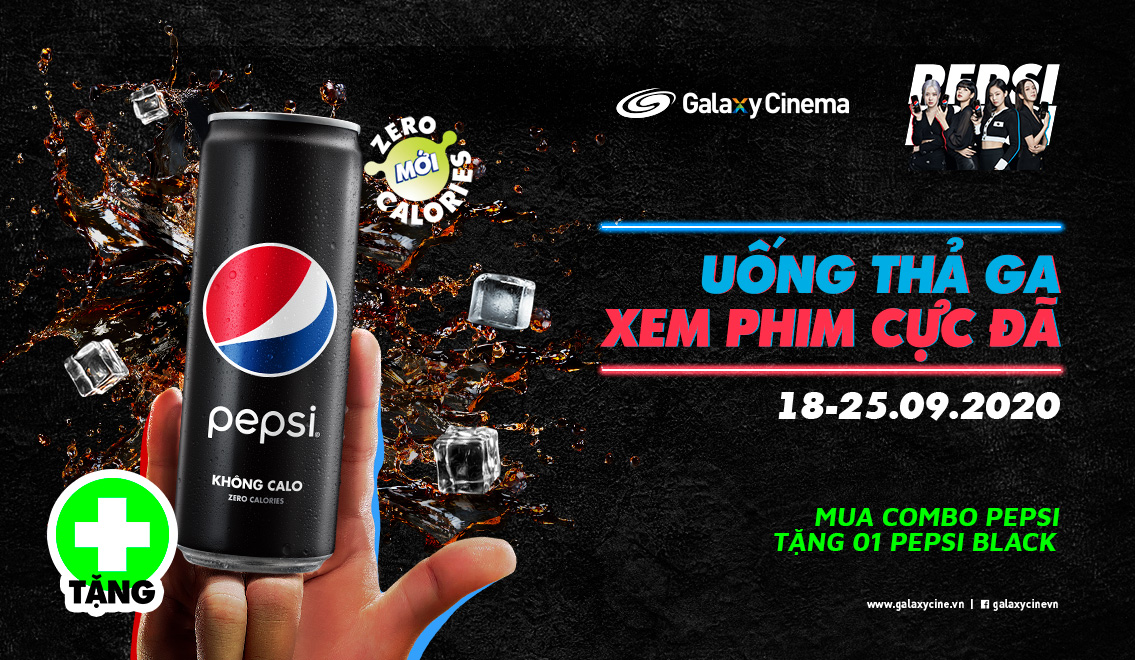 Galaxy Cinema
PEPSI
ZERO
MỚI
CALORIES
UỐNG THẢ GA
XEM PHIM CỰC ĐÃ
18-25.09.2020
pepsi®
KHÔNG CALO
ZERO CALORIES
MUA COMBO PEPSI
TẶNG 01 PEPSI BLACK
TẶNG
www.galaxycine.vn | galaxycinevn